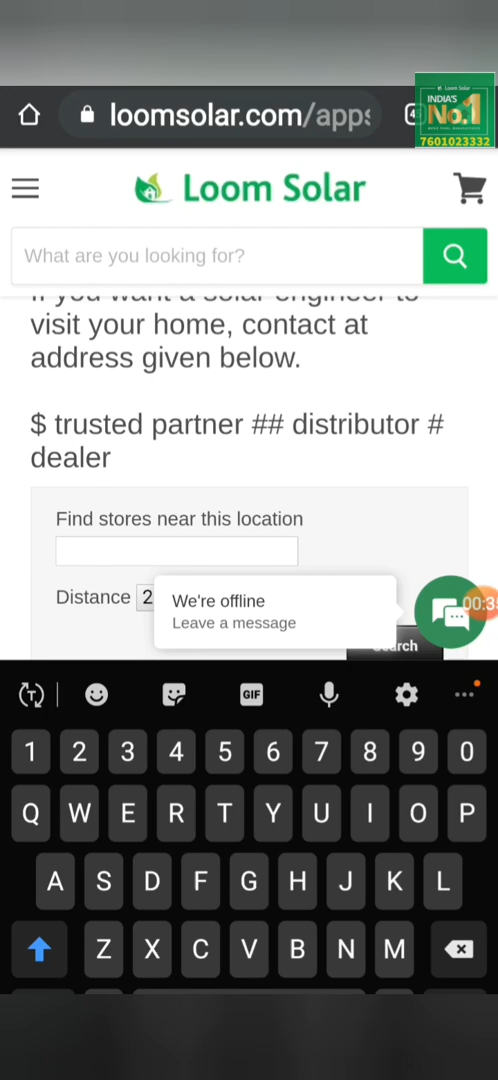 loomsolar.com/apps
Loom Solar
INDIA'S
No.1
7601023332
Loom Solar
What are you looking for?
If you want a solar engineer to
visit your home, contact at
address given below.
$ trusted partner ## distributor #
dealer
Find stores near this location
Distance 2
We're offline
Leave a message
00:3
GIF
1 2 3 4 5 6 7 8 9 0
Q W E R T Y U I O P
A S D F G H J K L
Z X C V B N M